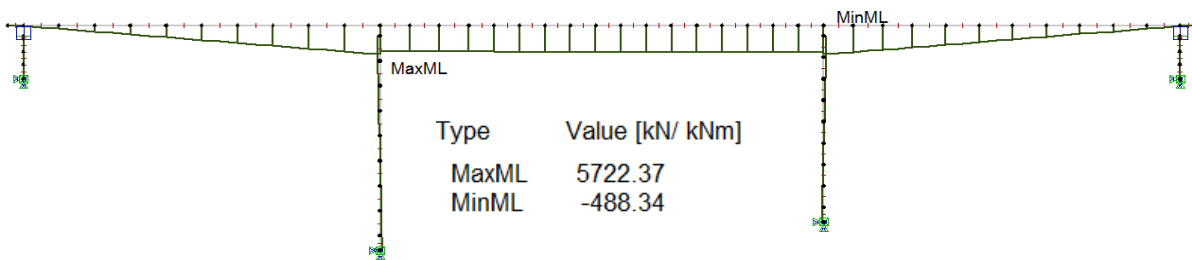 MinML
MaxML
Type Value [kN/ kNm]
MaxML 5722.37
MinML -488.34